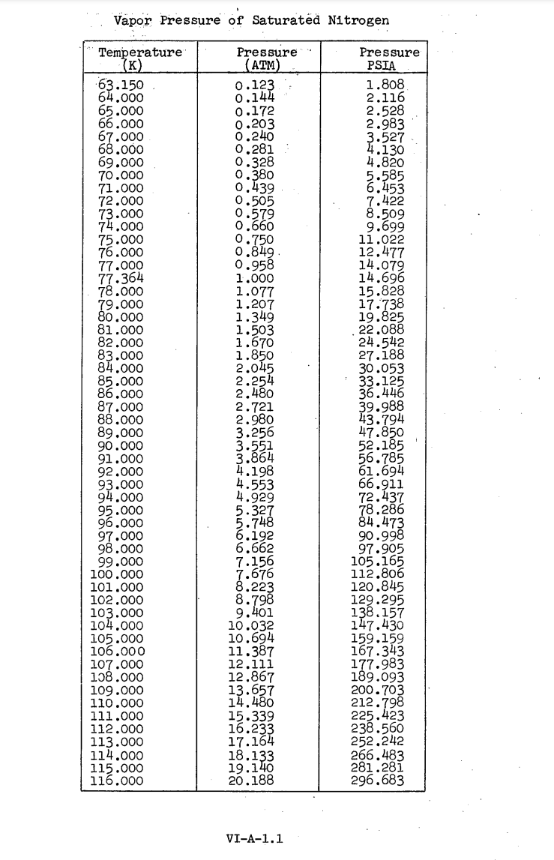 Vapor Pressure of Saturated Nitrogen
Temperature Pressure Pressure
(K) (ATM) PSIA
63.150 0.123 1.808
64.000 0.144 2.116
65.000 0.172 2.528
66.000 0.203 2.983
67.000 0.240 3.527
68.000 0.281 4.130
69.000 0.328 4.820
70.000 0.380 5.585
71.000 0.439 6.453
72.000 0.505 7.422
73.000 0.579 8.509
74.000 0.660 9.699
75.000 0.750 11.022
76.000 0.849 12.477
77.000 0.958 14.079
77.364 1.000 14.696
78.000 1.077 15.828
79.000 1.207 17.738
80.000 1.349 19.825
81.000 1.503 22.088
82.000 1.670 24.542
83.000 1.850 27.188
84.000 2.045 30.053
85.000 2.254 33.125
86.000 2.480 36.446
87.000 2.721 39.988
88.000 2.980 43.794
89.000 3.256 47.850
90.000 3.551 52.185
91.000 3.864 56.785
92.000 4.198 61.694
93.000 4.553 66.911
94.000 4.929 72.437
95.000 5.327 78.286
96.000 5.748 84.473
97.000 6.192 90.998
98.000 6.662 97.905
99.000 7.156 105.165
100.000 7.676 112.806
101.000 8.223 120.845
102.000 8.798 129.295
103.000 9.401 138.157
104.000 10.032 147.430
105.000 10.694 159.159
106.000 11.387 167.343
107.000 12.111 177.983
108.000 12.867 189.093
109.000 13.657 200.703
110.000 14.480 212.798
111.000 15.339 225.423
112.000 16.233 238.560
113.000 17.164 252.242
114.000 18.133 266.483
115.000 19.140 281.281
116.000 20.188 296.683
VI-A-1.1